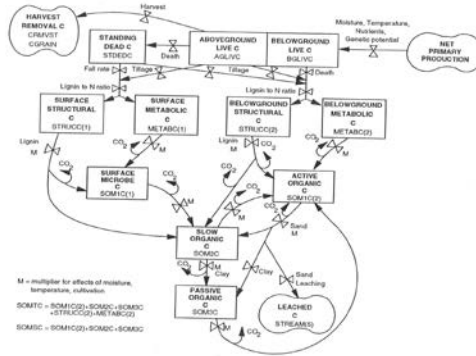 HARVEST
REMOVAL C
CRMVST
CGRAIN
Harvest
STANDING
DEAD C
STDEDC
Death
ABOVEGROUND
LIVE C
AGLIVC
BELOWGROUND
LIVE C
BGLIVC
Moisture, Temperature,
Nutrients,
Genetic potential
NET
PRIMARY
PRODUCTION
Fall rate
Tillage
Tillage
Death
Lignin to N ratio
Lignin to N ratio
SURFACE
STRUCTURAL
C
STRUCC(1)
SURFACE
METABOLIC
C
METABC(1)
BELOWGROUND
STRUCTURAL
C
STRUCC(2)
BELOWGROUND
METABOLIC
C
METABC(2)
Lignin
M
CO2
CO2
M
Lignin
M
CO2
CO2
M
SURFACE
MICROBE
C
SOM1C(1)
CO2
M
CO2
CO2
M
ACTIVE
ORGANIC
C
SOM1C(2)
CO2
Sand
M
SLOW
ORGANIC
C
SOM2C
CO2
M
Clay
Clay
Sand
Leaching
PASSIVE
ORGANIC
C
SOM3C
CO2
M
LEACHED
C
STREAM(5)
M = multiplier for effects of moisture,
temperature, cultivation.
SOMTC = SOM1C(2)+SOM2C+SOM3C
+STRUCC(2)+METABC(2)
SOMSC = SOM1C(2)+SOM2C+SOM3C